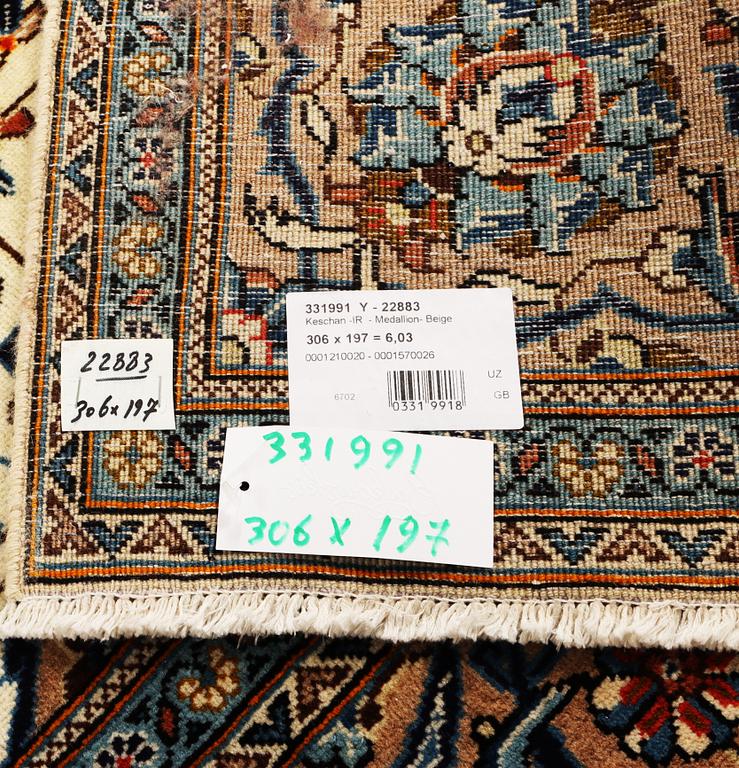 331991 Y - 22883
Keschan -IR - Medallion- Beige
306 x 197 = 6,03
0001210020 - 0001570026
UZ
6702
0331 9918
GB
22883
306x197
331991
306 X 197